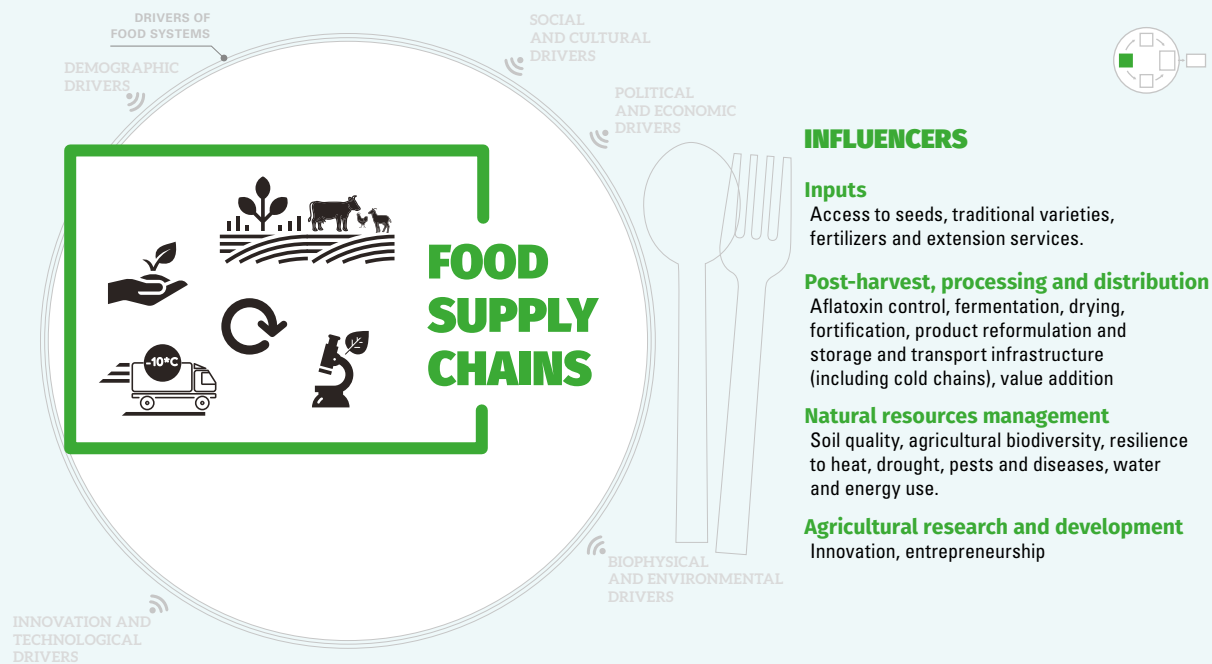 DRIVERS OF
FOOD SYSTEMS
DEMOGRAPHIC
DRIVERS
SOCIAL
AND CULTURAL
DRIVERS
POLITICAL
AND ECONOMIC
DRIVERS
-10°C
FOOD
SUPPLY
CHAINS
BIOPHYSICAL
AND ENVIRONMENTAL
DRIVERS
INNOVATION AND
TECHNOLOGICAL
DRIVERS
INFLUENCERS
Inputs
Access to seeds, traditional varieties,
fertilizers and extension services.
Post-harvest, processing and distribution
Aflatoxin control, fermentation, drying,
fortification, product reformulation and
storage and transport infrastructure
(including cold chains), value addition
Natural resources management
Soil quality, agricultural biodiversity, resilience
to heat, drought, pests and diseases, water
and energy use.
Agricultural research and development
Innovation, entrepreneurship